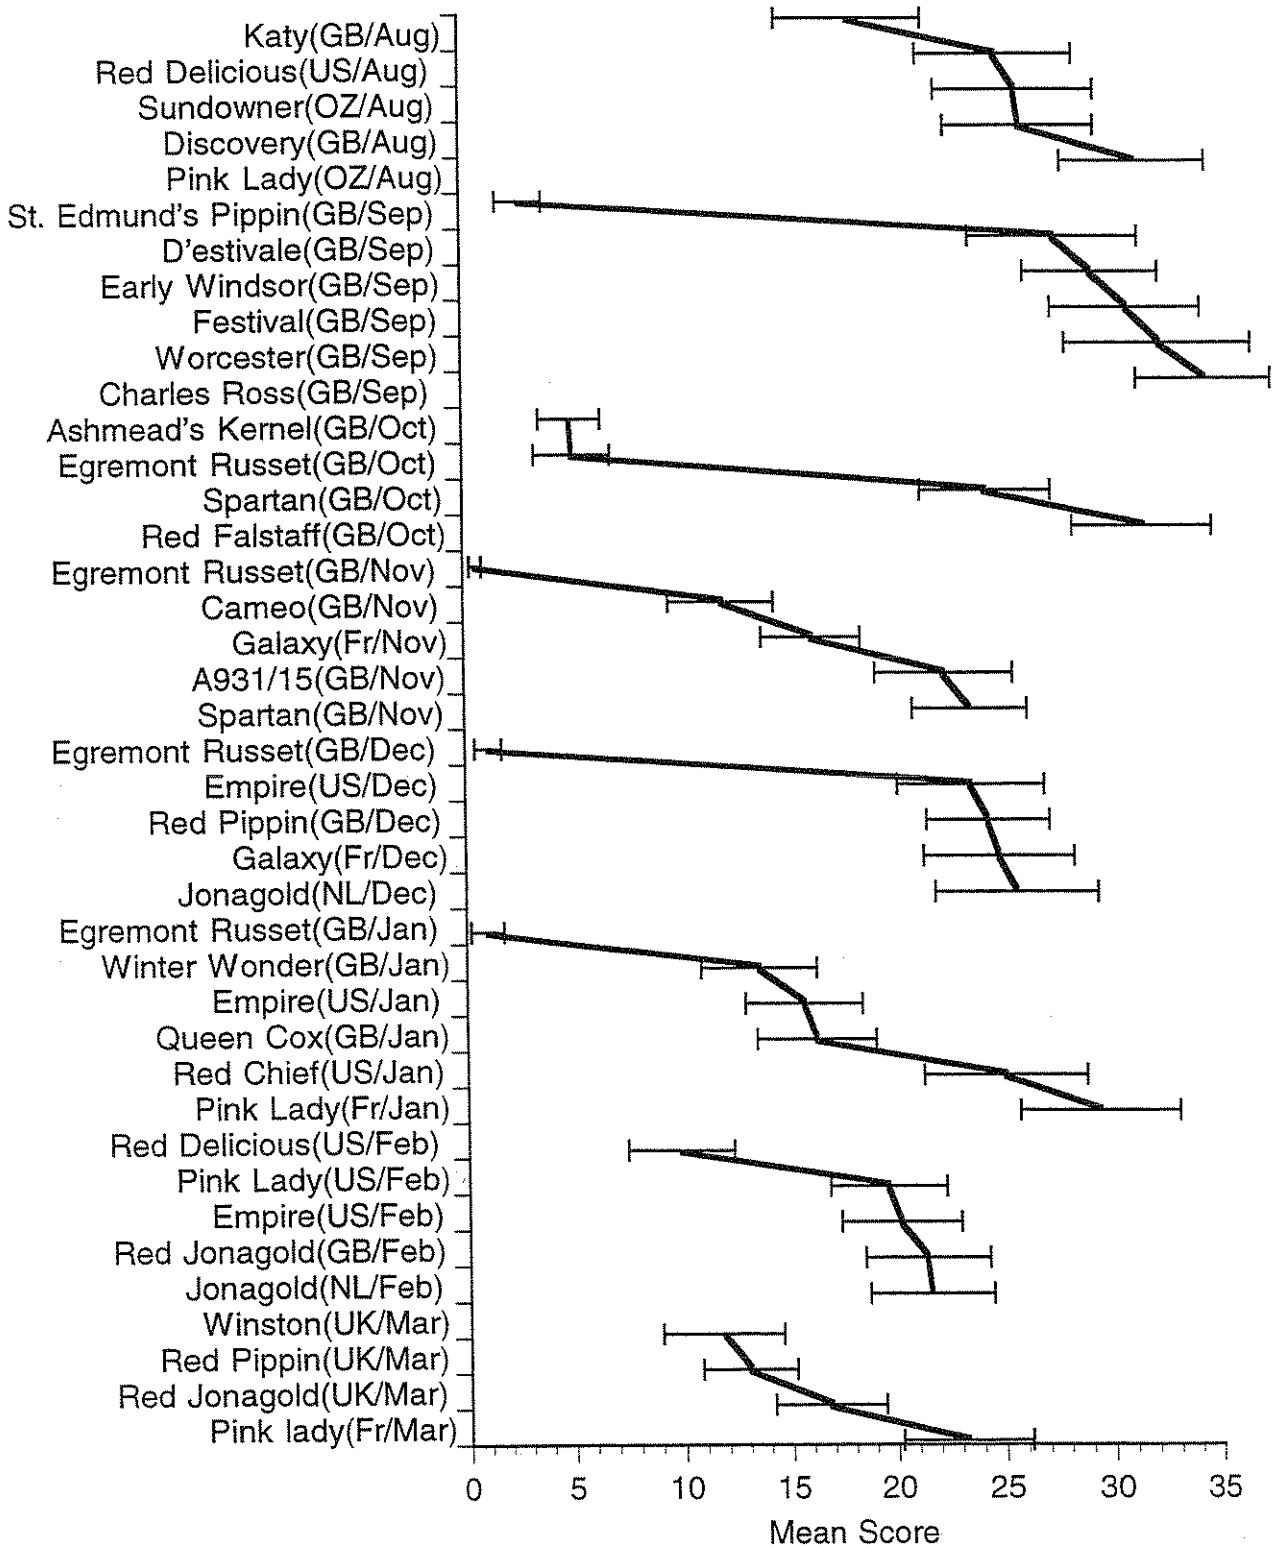 Katy(GB/Aug)
Red Delicious(US/Aug)
Sundowner(OZ/Aug)
Discovery(GB/Aug)
Pink Lady(OZ/Aug)
St. Edmund's Pippin(GB/Sep)
D'estivale(GB/Sep)
Early Windsor(GB/Sep)
Festival(GB/Sep)
Worcester(GB/Sep)
Charles Ross(GB/Sep)
Ashmead's Kernel(GB/Oct)
Egremont Russet(GB/Oct)
Spartan(GB/Oct)
Red Falstaff(GB/Oct)
Egremont Russet(GB/Nov)
Cameo(GB/Nov)
Galaxy(Fr/Nov)
A931/15(GB/Nov)
Spartan(GB/Nov)
Egremont Russet(GB/Dec)
Empire(US/Dec)
Red Pippin(GB/Dec)
Galaxy(Fr/Dec)
Jonagold(NL/Dec)
Egremont Russet(GB/Jan)
Winter Wonder(GB/Jan)
Empire(US/Jan)
Queen Cox(GB/Jan)
Red Chief(US/Jan)
Pink Lady(Fr/Jan)
Red Delicious(US/Feb)
Pink Lady(US/Feb)
Empire(US/Feb)
Red Jonagold(GB/Feb)
Jonagold(NL/Feb)
Winston(UK/Mar)
Red Pippin(UK/Mar)
Red Jonagold(UK/Mar)
Pink lady(Fr/Mar)
0 5 10 15 20 25 30 35
Mean Score